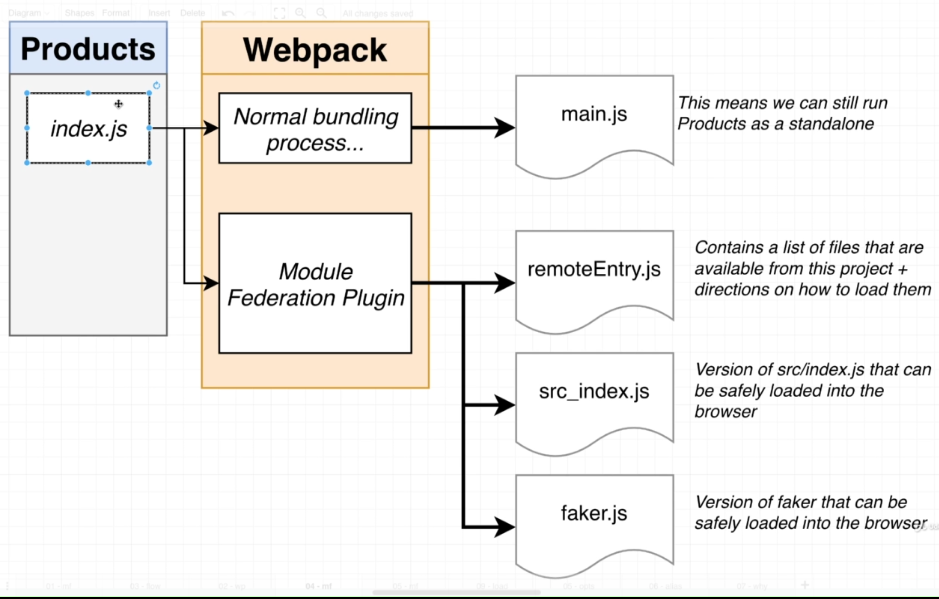 Diagram
Shapes Format Insert Delete
All changes saved
Products
Webpack
index.js
Normal bundling
process...
main.js
This means we can still run
Products as a standalone
Module
Federation Plugin
remoteEntry.js
Contains a list of files that are
available from this project +
directions on how to load them
src_index.js
Version of src/index.js that can
be safely loaded into the
browser
faker.js
Version of faker that can be
safely loaded into the browser
04 - mf